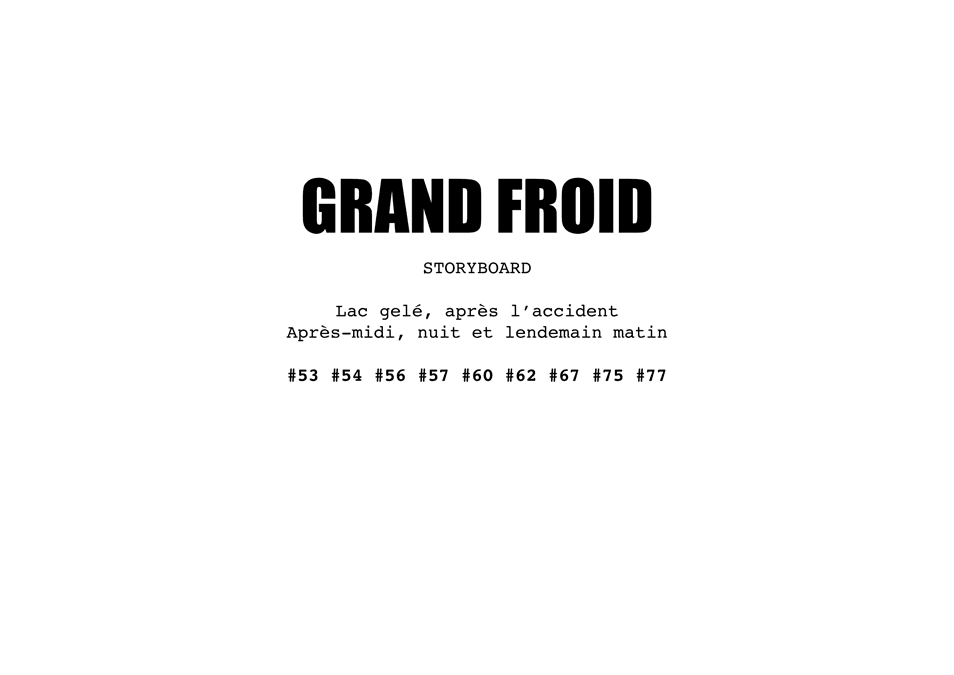 GRAND FROID
STORYBOARD
Lac gelé, après l’accident
Après-midi, nuit et lendemain matin
#53 #54 #56 #57 #60 #62 #67 #75 #77